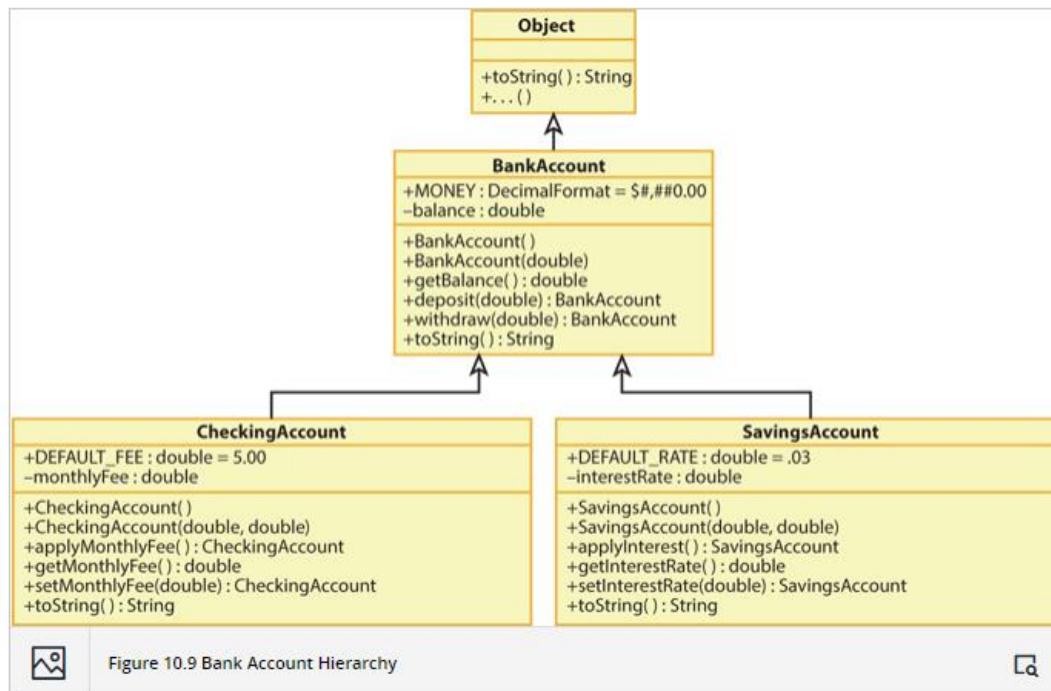 Object
+toString( ) : String
+. . . ( )
BankAccount
+MONEY : DecimalFormat = $#,##0.00
–balance : double
+BankAccount( )
+BankAccount(double)
+getBalance( ) : double
+deposit(double) : BankAccount
+withdraw(double) : BankAccount
+toString( ) : String
CheckingAccount
+DEFAULT_FEE : double = 5.00
–monthlyFee : double
+CheckingAccount( )
+CheckingAccount(double, double)
+applyMonthlyFee( ) : CheckingAccount
+getMonthlyFee( ) : double
+setMonthlyFee(double) : CheckingAccount
+toString( ) : String
SavingsAccount
+DEFAULT_RATE : double = .03
–interestRate : double
+SavingsAccount( )
+SavingsAccount(double, double)
+applyInterest( ) : SavingsAccount
+getInterestRate( ) : double
+setInterestRate(double) : SavingsAccount
+toString( ) : String
Figure 10.9 Bank Account Hierarchy